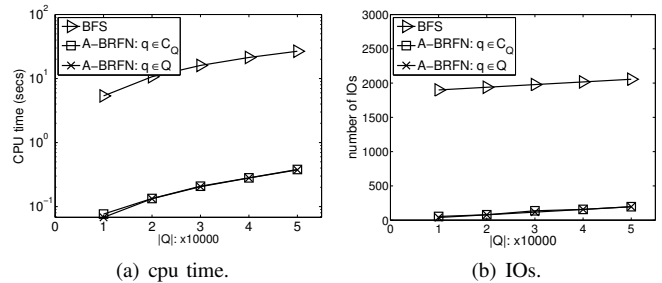 BFS
A-BRFN: q∈C_Q
A-BRFN: q∈Q
CPU time (secs)
10^2
10^1
10^0
10^-1
1 2 3 4 5
|Q|: x10000
(a) cpu time.
BFS
A-BRFN: q∈C_Q
A-BRFN: q∈Q
number of IOs
3000
2500
2000
1500
1000
500
0
1 2 3 4 5
|Q|: x10000
(b) IOs.